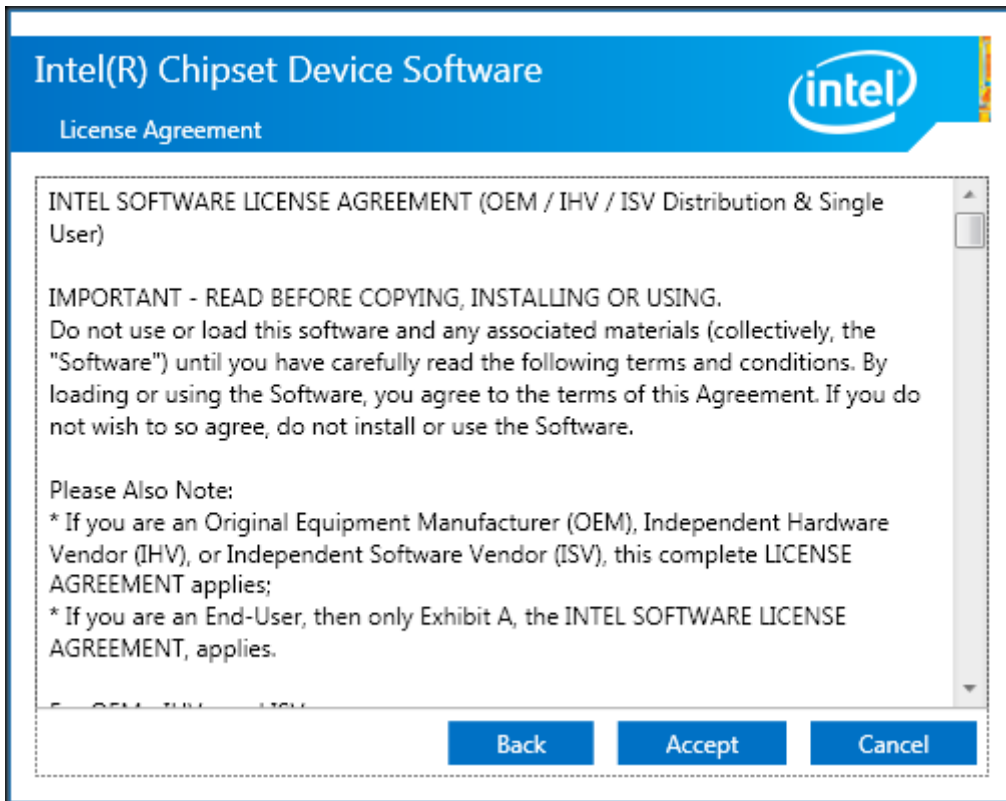 Intel(R) Chipset Device Software
intel
License Agreement
INTEL SOFTWARE LICENSE AGREEMENT (OEM / IHV / ISV Distribution & Single
User)
IMPORTANT - READ BEFORE COPYING, INSTALLING OR USING.
Do not use or load this software and any associated materials (collectively, the
"Software") until you have carefully read the following terms and conditions. By
loading or using the Software, you agree to the terms of this Agreement. If you do
not wish to so agree, do not install or use the Software.
Please Also Note:
* If you are an Original Equipment Manufacturer (OEM), Independent Hardware
Vendor (IHV), or Independent Software Vendor (ISV), this complete LICENSE
AGREEMENT applies;
* If you are an End-User, then only Exhibit A, the INTEL SOFTWARE LICENSE
AGREEMENT, applies.
Back Accept Cancel